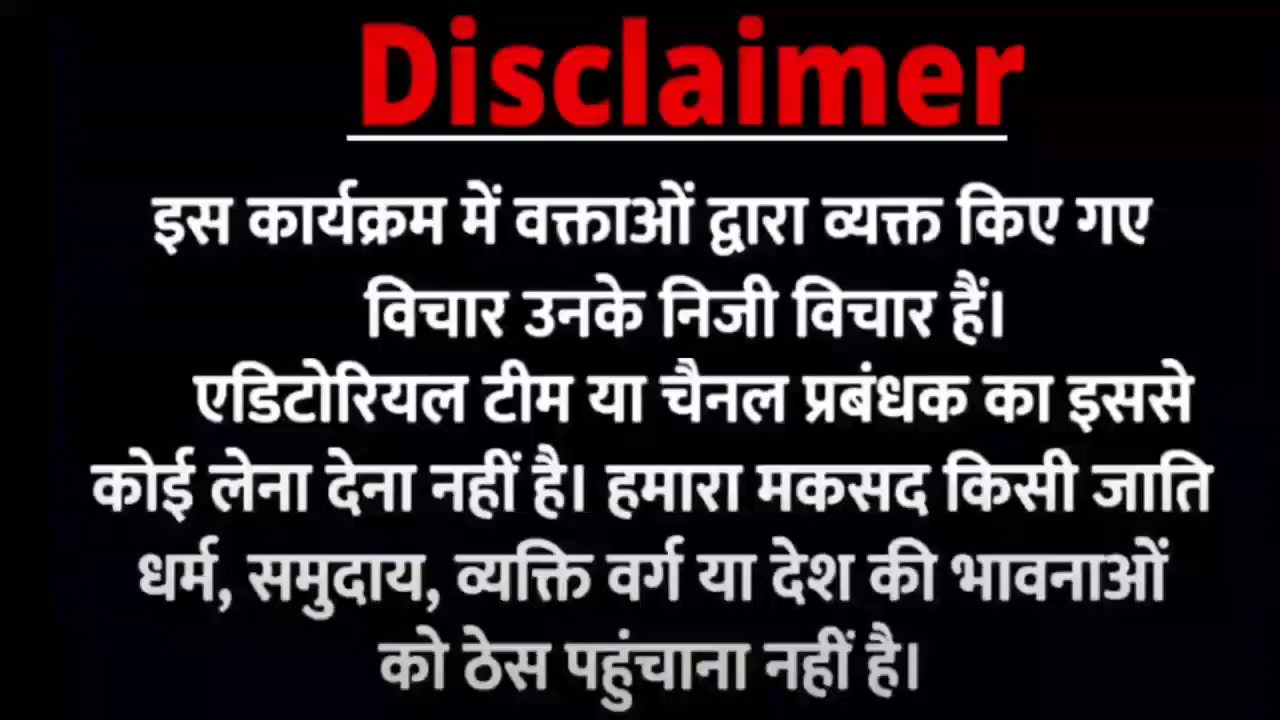 Disclaimer
इस कार्यक्रम में वक्ताओं द्वारा व्यक्त किए गए
विचार उनके निजी विचार हैं।
एडिटोरियल टीम या चैनल प्रबंधक का इससे
कोई लेना देना नहीं है। हमारा मकसद किसी जाति
धर्म, समुदाय, व्यक्ति वर्ग या देश की भावनाओं
को ठेस पहुंचाना नहीं है।